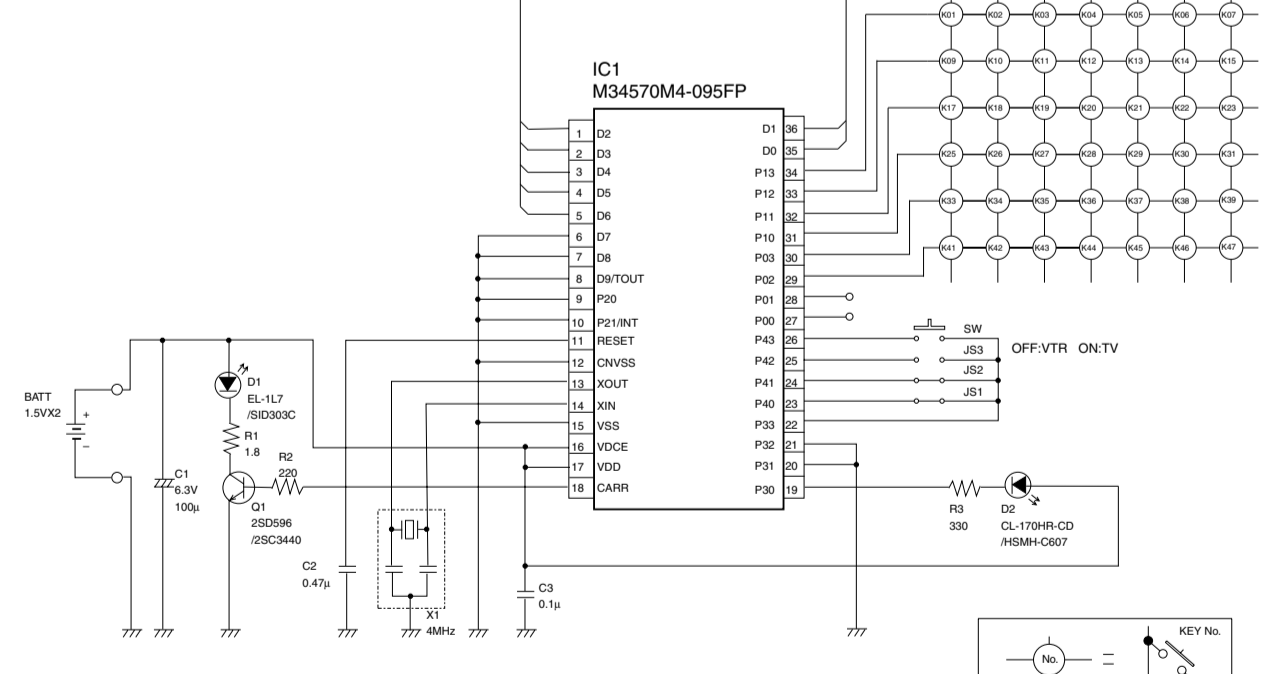 K01 K02 K03 K04 K05 K06 K07
K09 K10 K11 K12 K13 K14 K15
K17 K18 K19 K20 K21 K22 K23
K25 K26 K27 K28 K29 K30 K31
K33 K34 K35 K36 K37 K38 K39
K41 K42 K43 K44 K45 K46 K47
IC1
M34570M4-095FP
1 D2
2 D3
3 D4
4 D5
5 D6
6 D7
7 D8
8 D9/TOUT
9 P20
10 P21/INT
11 RESET
12 CNVSS
13 XOUT
14 XIN
15 VSS
16 VDCE
17 VDD
18 CARR
D1 36
D0 35
P13 34
P12 33
P11 32
P10 31
P03 30
P02 29
P01 28
P00 27
P43 26
P42 25
P41 24
P40 23
P33 22
P32 21
P31 20
P30 19
SW
JS3
JS2
JS1
OFF:VTR ON:TV
BATT
1.5VX2
+
–
D1
EL-1L7
/SID303C
R1
1.8
R2
220
C1
6.3V
100μ
Q1
2SD596
/2SC3440
C2
0.47μ
X1
4MHz
C3
0.1μ
R3
330
D2
CL-170HR-CD
/HSMH-C607
KEY No.
No. =